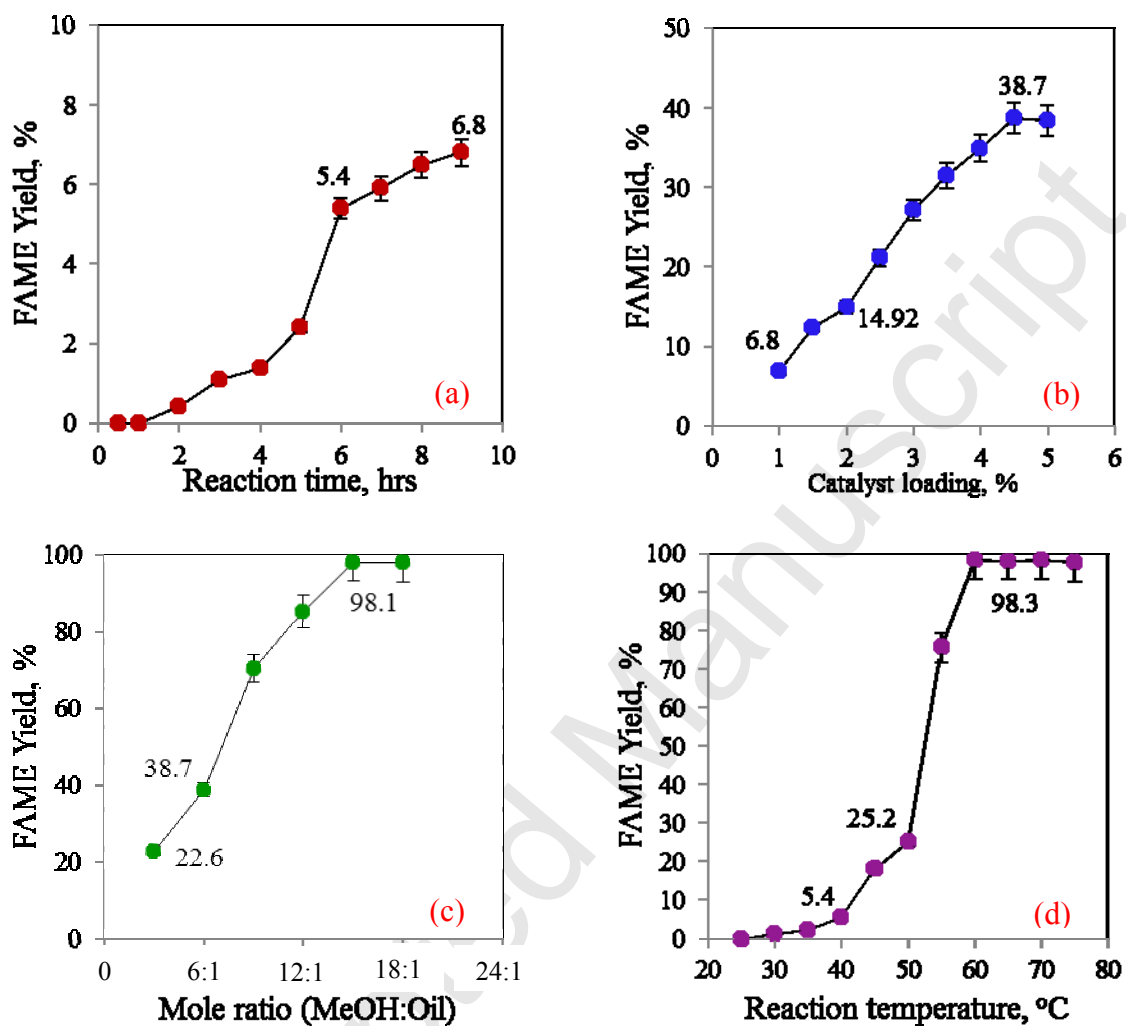 10
8
6
4
2
0
FAME Yield, %
5.4
6.8
(a)
0 2 4 6 8 10
Reaction time, hrs
50
40
30
20
10
0
FAME Yield, %
38.7
14.92
6.8
(b)
0 1 2 3 4 5 6
Catalyst loading, %
100
80
60
40
20
0
FAME Yield, %
98.1
38.7
22.6
(c)
0 6:1 12:1 18:1 24:1
Mole ratio (MeOH:Oil)
100
90
80
70
60
50
40
30
20
10
0
FAME Yield, %
98.3
25.2
5.4
(d)
20 30 40 50 60 70 80
Reaction temperature, ºC
ted Manuscript